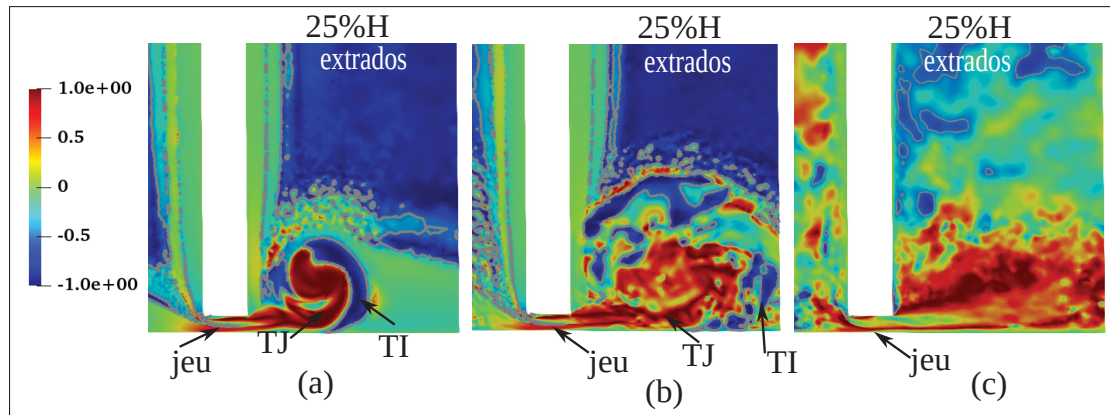 25%H
extrados
25%H
extrados
25%H
extrados
1.0e+00
0.5
0
-0.5
-1.0e+00
jeu
TJ
TI
jeu
TJ
TI
jeu
(a)
(b)
(c)